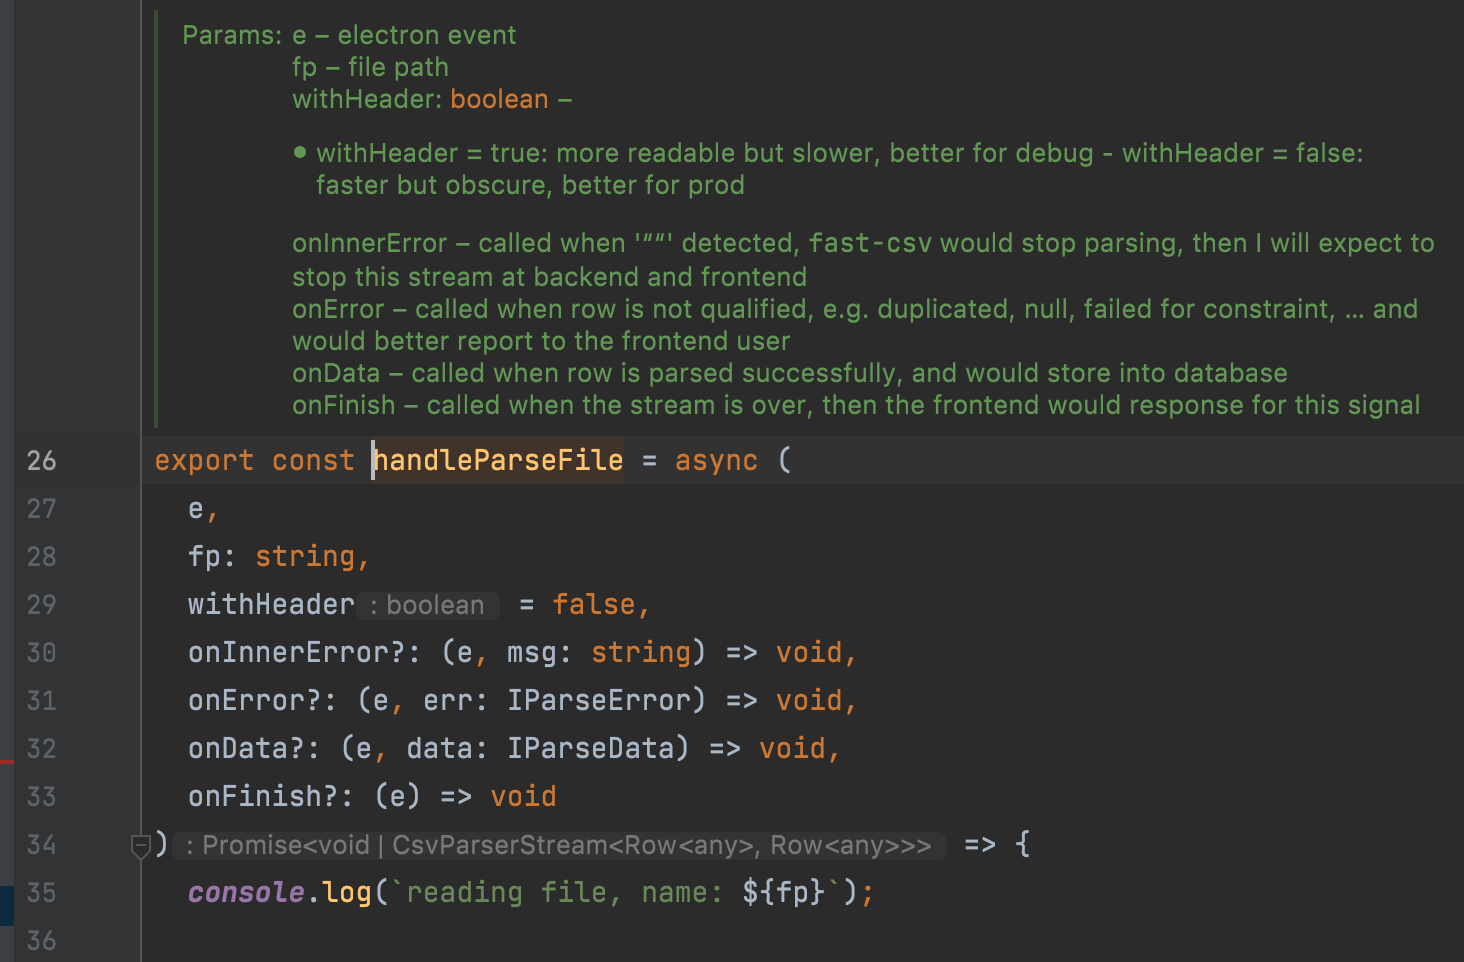 Params: e – electron event
fp – file path
withHeader: boolean –
• withHeader = true: more readable but slower, better for debug - withHeader = false:
faster but obscure, better for prod
onInnerError – called when '““' detected, fast-csv would stop parsing, then I will expect to
stop this stream at backend and frontend
onError – called when row is not qualified, e.g. duplicated, null, failed for constraint, ... and
would better report to the frontend user
onData – called when row is parsed successfully, and would store into database
onFinish – called when the stream is over, then the frontend would response for this signal
26 export const handleParseFile = async (
27 e,
28 fp: string,
29 withHeader : boolean = false,
30 onInnerError?: (e, msg: string) => void,
31 onError?: (e, err: IParseError) => void,
32 onData?: (e, data: IParseData) => void,
33 onFinish?: (e) => void
34 ) : Promise<void | CsvParserStream<Row<any>, Row<any>>> => {
35 console.log(`reading file, name: ${fp}`);
36